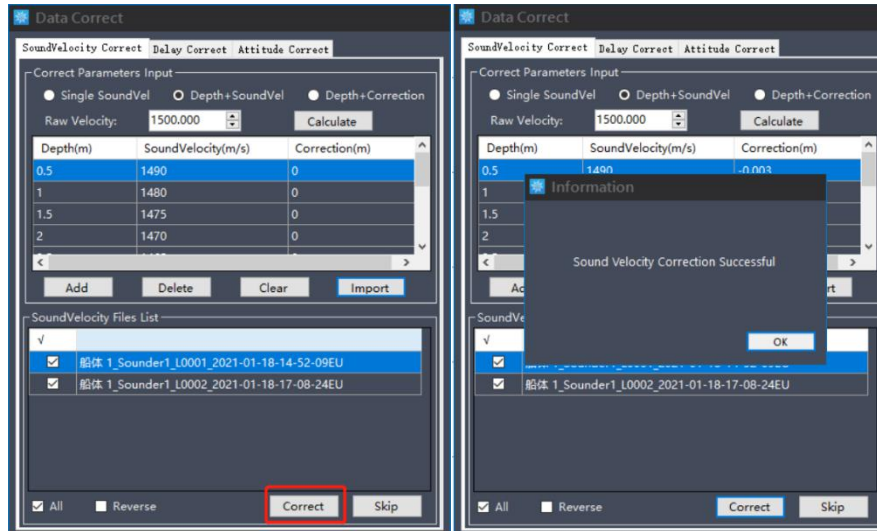 Data Correct
SoundVelocity Correct Delay Correct Attitude Correct
Correct Parameters Input
Single SoundVel Depth+SoundVel Depth+Correction
Raw Velocity: 1500.000 Calculate
Depth(m) SoundVelocity(m/s) Correction(m)
0.5 1490 0
1 1480 0
1.5 1475 0
2 1470 0
Add Delete Clear Import
SoundVelocity Files List
√
船体 1_Sounder1_L0001_2021-01-18-14-52-09EU
船体 1_Sounder1_L0002_2021-01-18-17-08-24EU
All Reverse Correct Skip
Data Correct
SoundVelocity Correct Delay Correct Attitude Correct
Correct Parameters Input
Single SoundVel Depth+SoundVel Depth+Correction
Raw Velocity: 1500.000 Calculate
Depth(m) SoundVelocity(m/s) Correction(m)
0.5 1490 -0.003
1
1.5
2
Information
Sound Velocity Correction Successful
OK
√
船体 1_Sounder1_L0002_2021-01-18-17-08-24EU
All Reverse Correct Skip